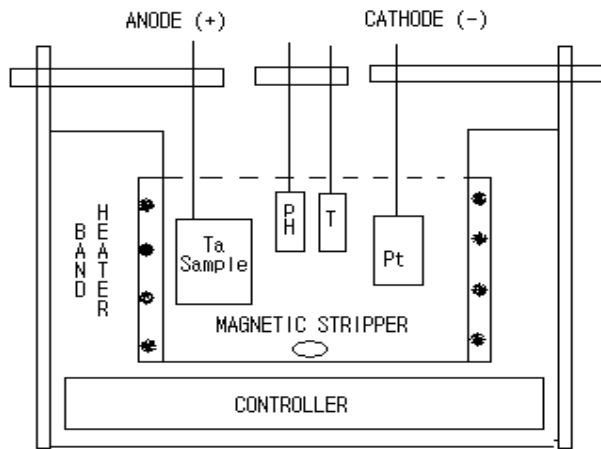 ANODE (+)
CATHODE (-)
HEATER
BAND
PH
T
Ta
Sample
Pt
MAGNETIC STRIPPER
CONTROLLER